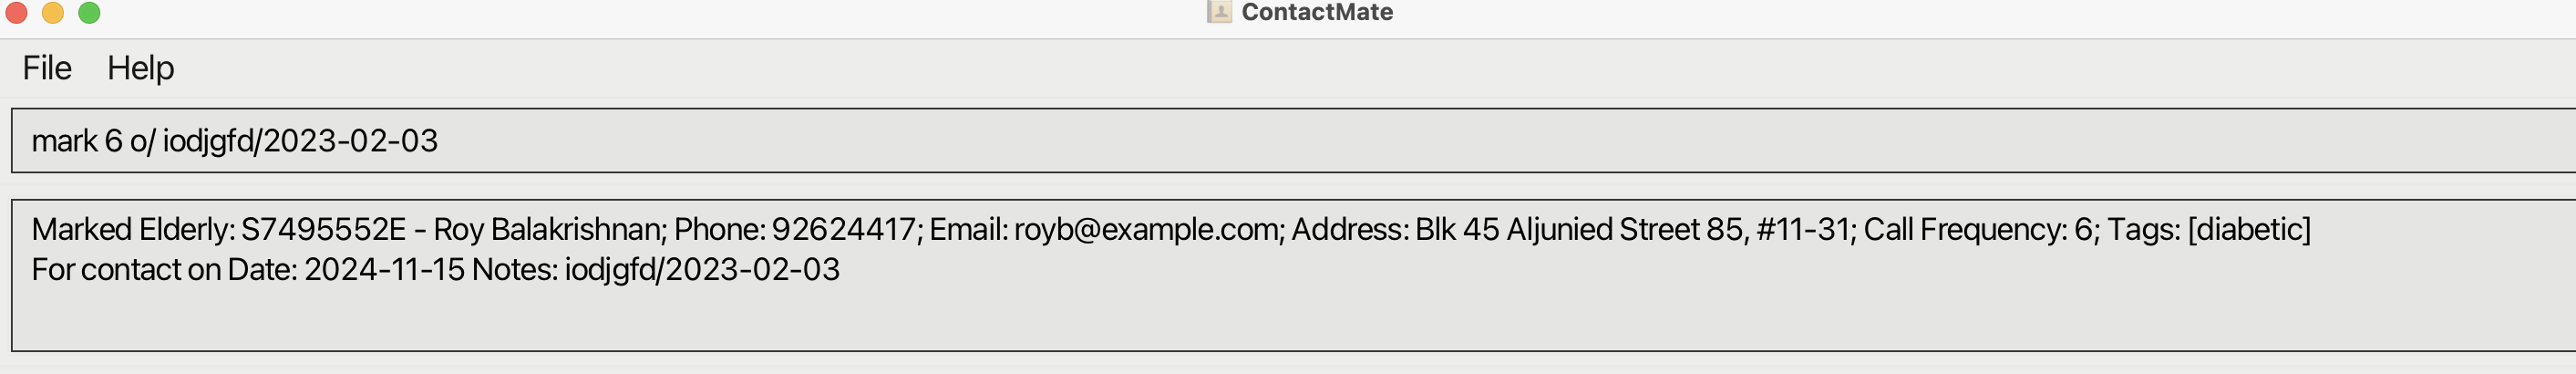 ContactMate
File Help
mark 6 o/ iodjgfd/2023-02-03
Marked Elderly: S7495552E - Roy Balakrishnan; Phone: 92624417; Email: royb@example.com; Address: Blk 45 Aljunied Street 85, #11-31; Call Frequency: 6; Tags: [diabetic]
For contact on Date: 2024-11-15 Notes: iodjgfd/2023-02-03